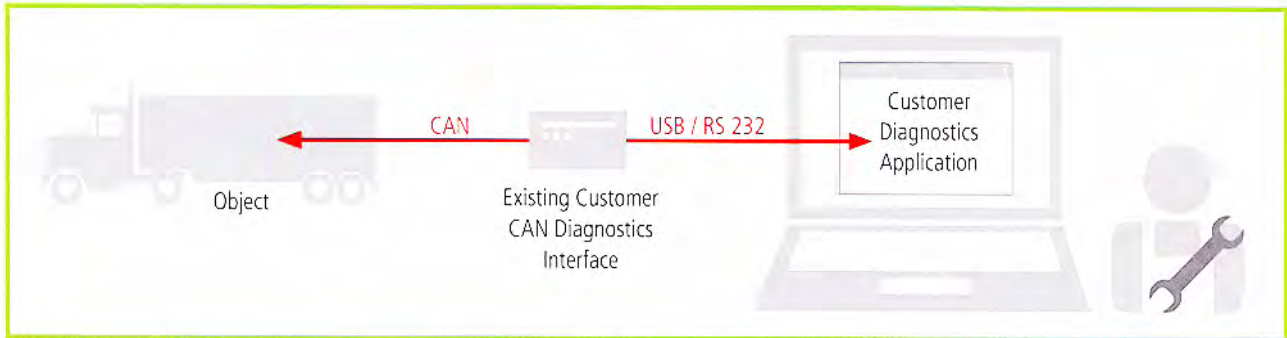 CAN
USB / RS 232
Customer
Diagnostics
Application
Object
Existing Customer
CAN Diagnostics
Interface